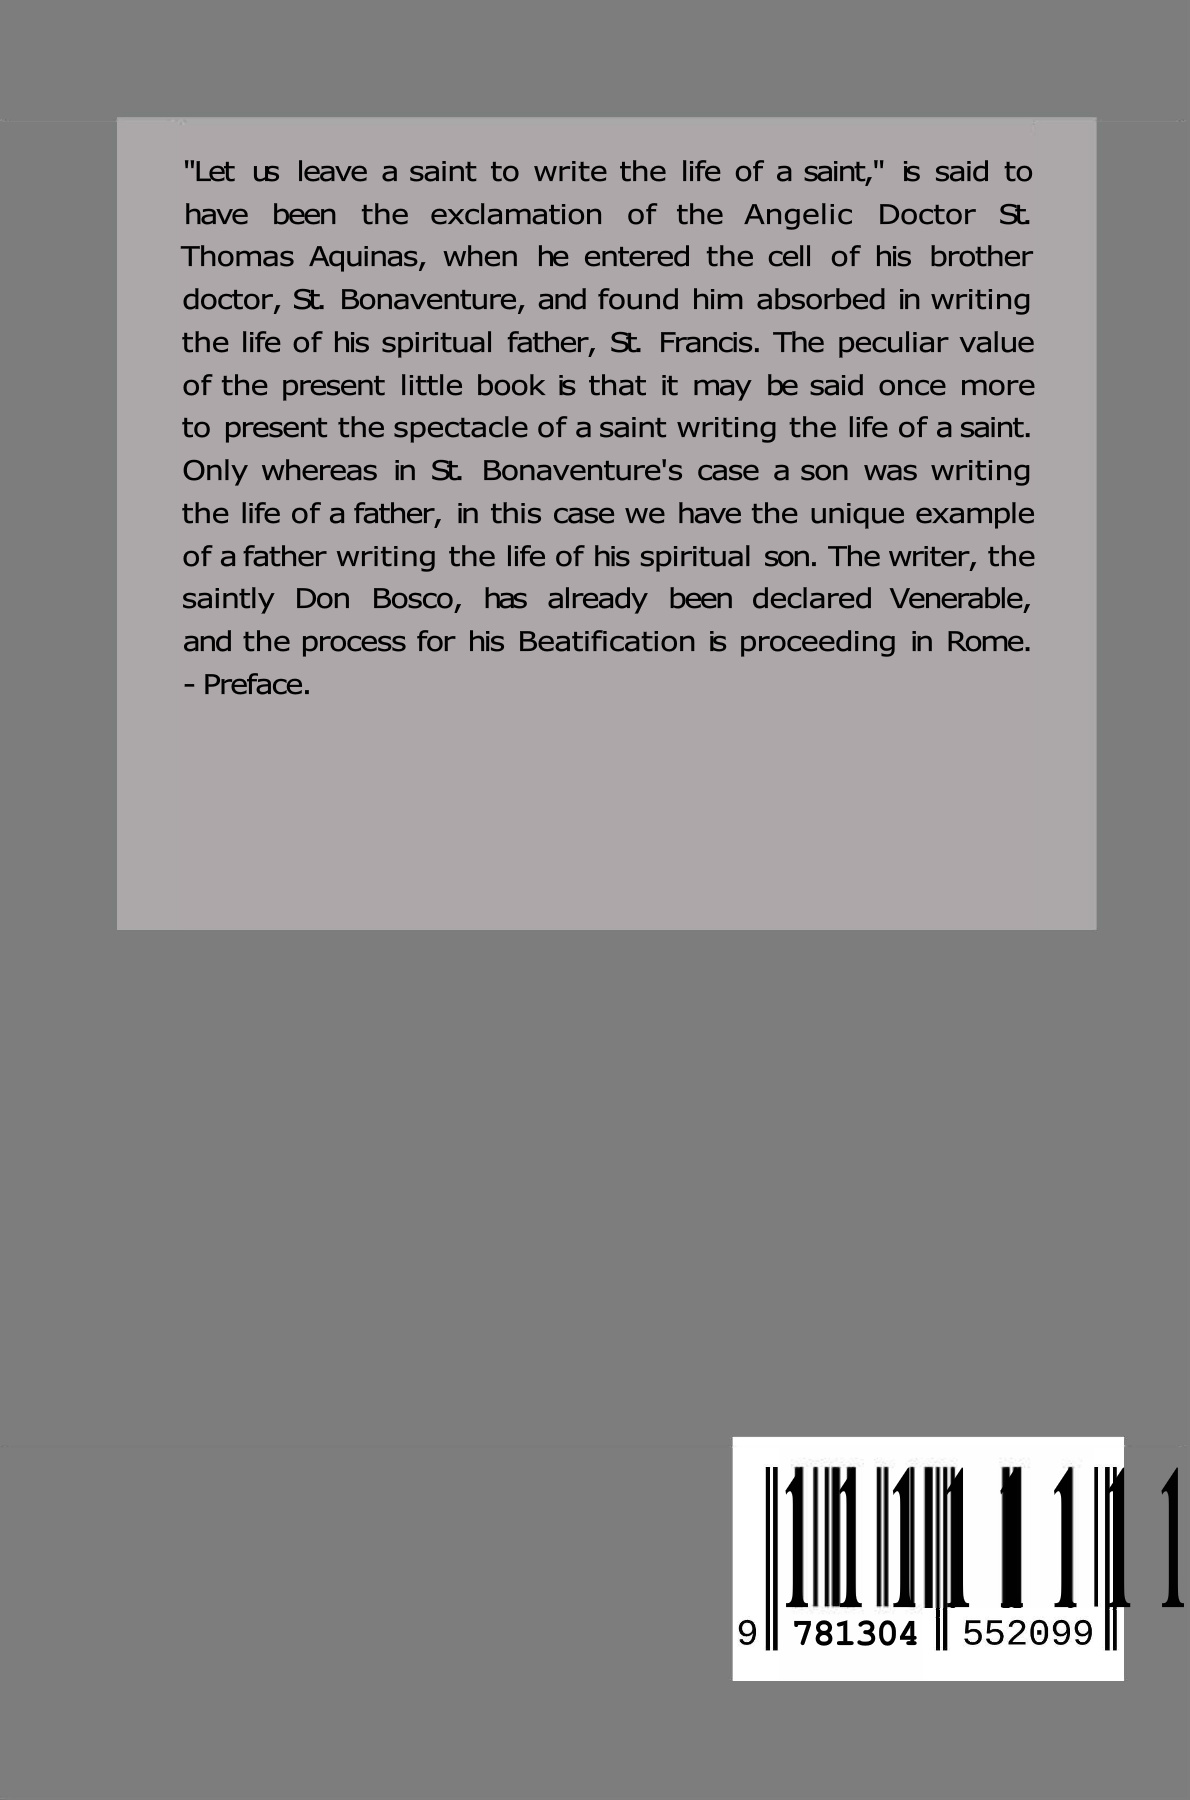 "Let us leave a saint to write the life of a saint," is said to
have been the exclamation of the Angelic Doctor St.
Thomas Aquinas, when he entered the cell of his brother
doctor, St. Bonaventure, and found him absorbed in writing
the life of his spiritual father, St. Francis. The peculiar value
of the present little book is that it may be said once more
to present the spectacle of a saint writing the life of a saint.
Only whereas in St. Bonaventure's case a son was writing
the life of a father, in this case we have the unique example
of a father writing the life of his spiritual son. The writer, the
saintly Don Bosco, has already been declared Venerable,
and the process for his Beatification is proceeding in Rome.
- Preface.
9 781304 552099